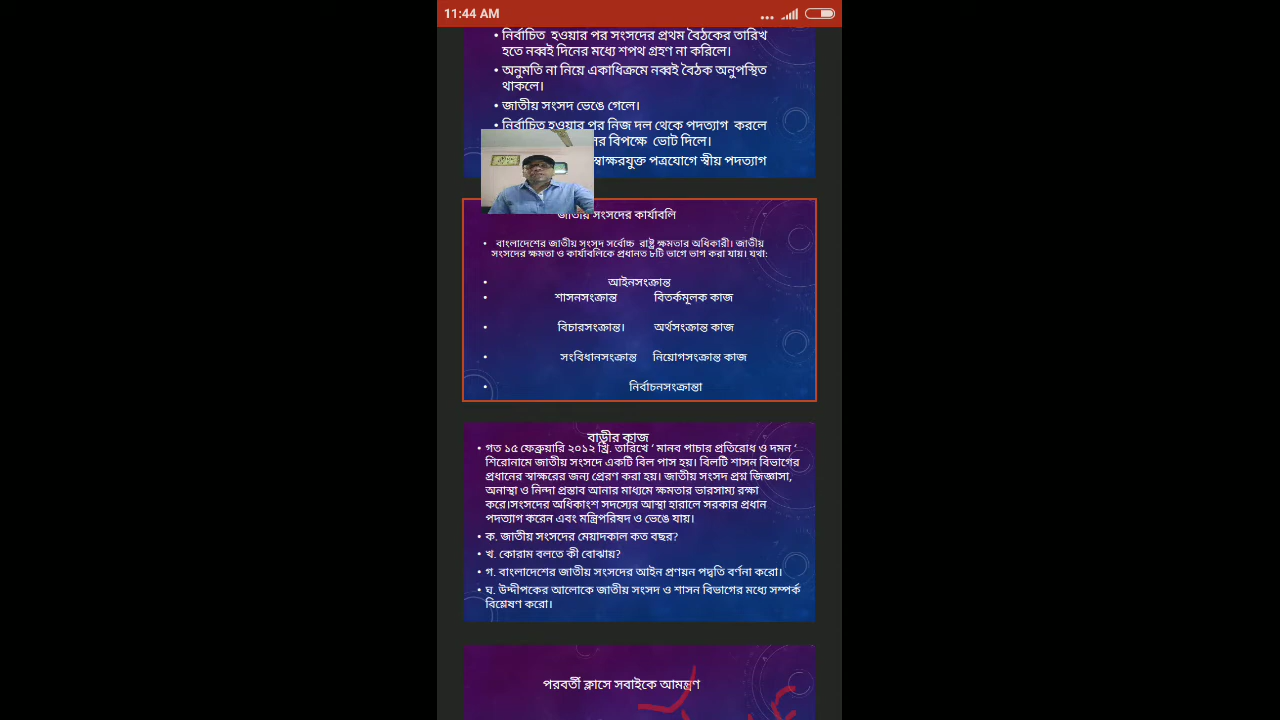 11:44 AM
• নির্বাচিত হওয়ার পর সংসদের প্রথম বৈঠকের তারিখ
হতে নব্বই দিনের মধ্যে শপথ গ্রহণ না করিলে।
• অনুমতি না নিয়ে একাধিক্রমে নব্বই বৈঠক অনুপস্থিত
থাকলে।
• জাতীয় সংসদ ভেঙে গেলে।
• নির্বাচিত হওয়ার পর নিজ দল থেকে পদত্যাগ করলে
বিপক্ষে ভোট দিলে।
স্বাক্ষরযুক্ত পত্রযোগে স্বীয় পদত্যাগ
জাতীয় সংসদের কার্যাবলি
• বাংলাদেশের জাতীয় সংসদ সর্বোচ্চ রাষ্ট্র ক্ষমতার অধিকারী। জাতীয়
সংসদের ক্ষমতা ও কার্যাবলিকে প্রধানত ৮টি ভাগে ভাগ করা যায়। যথা:
• আইনসংক্রান্ত
• শাসনসংক্রান্ত বিতর্কমূলক কাজ
• বিচারসংক্রান্ত। অর্থসংক্রান্ত কাজ
• সংবিধানসংক্রান্ত নিয়োগসংক্রান্ত কাজ
• নির্বাচনসংক্রান্তা
বাড়ীর কাজ
• গত ১৫ ফেব্রুয়ারি ২০১২ খ্রি. তারিখে ‘ মানব পাচার প্রতিরোধ ও দমন ‘
শিরোনামে জাতীয় সংসদে একটি বিল পাস হয়। বিলটি শাসন বিভাগের
প্রধানের স্বাক্ষরের জন্য প্রেরণ করা হয়। জাতীয় সংসদ প্রশ্ন জিজ্ঞাসা,
অনাস্থা ও নিন্দা প্রস্তাব আনার মাধ্যমে ক্ষমতার ভারসাম্য রক্ষা
করে।সংসদের অধিকাংশ সদস্যের আস্থা হারালে সরকার প্রধান
পদত্যাগ করেন এবং মন্ত্রিপরিষদ ও ভেঙে যায়।
• ক. জাতীয় সংসদের মেয়াদকাল কত বছর?
• খ. কোরাম বলতে কী বোঝায়?
• গ. বাংলাদেশের জাতীয় সংসদের আইন প্রণয়ন পদ্বতি বর্ণনা করো।
• ঘ. উদ্দীপকের আলোকে জাতীয় সংসদ ও শাসন বিভাগের মধ্যে সম্পর্ক
বিশ্লেষণ করো।
পরবর্তী ক্লাসে সবাইকে আমন্ত্রণ